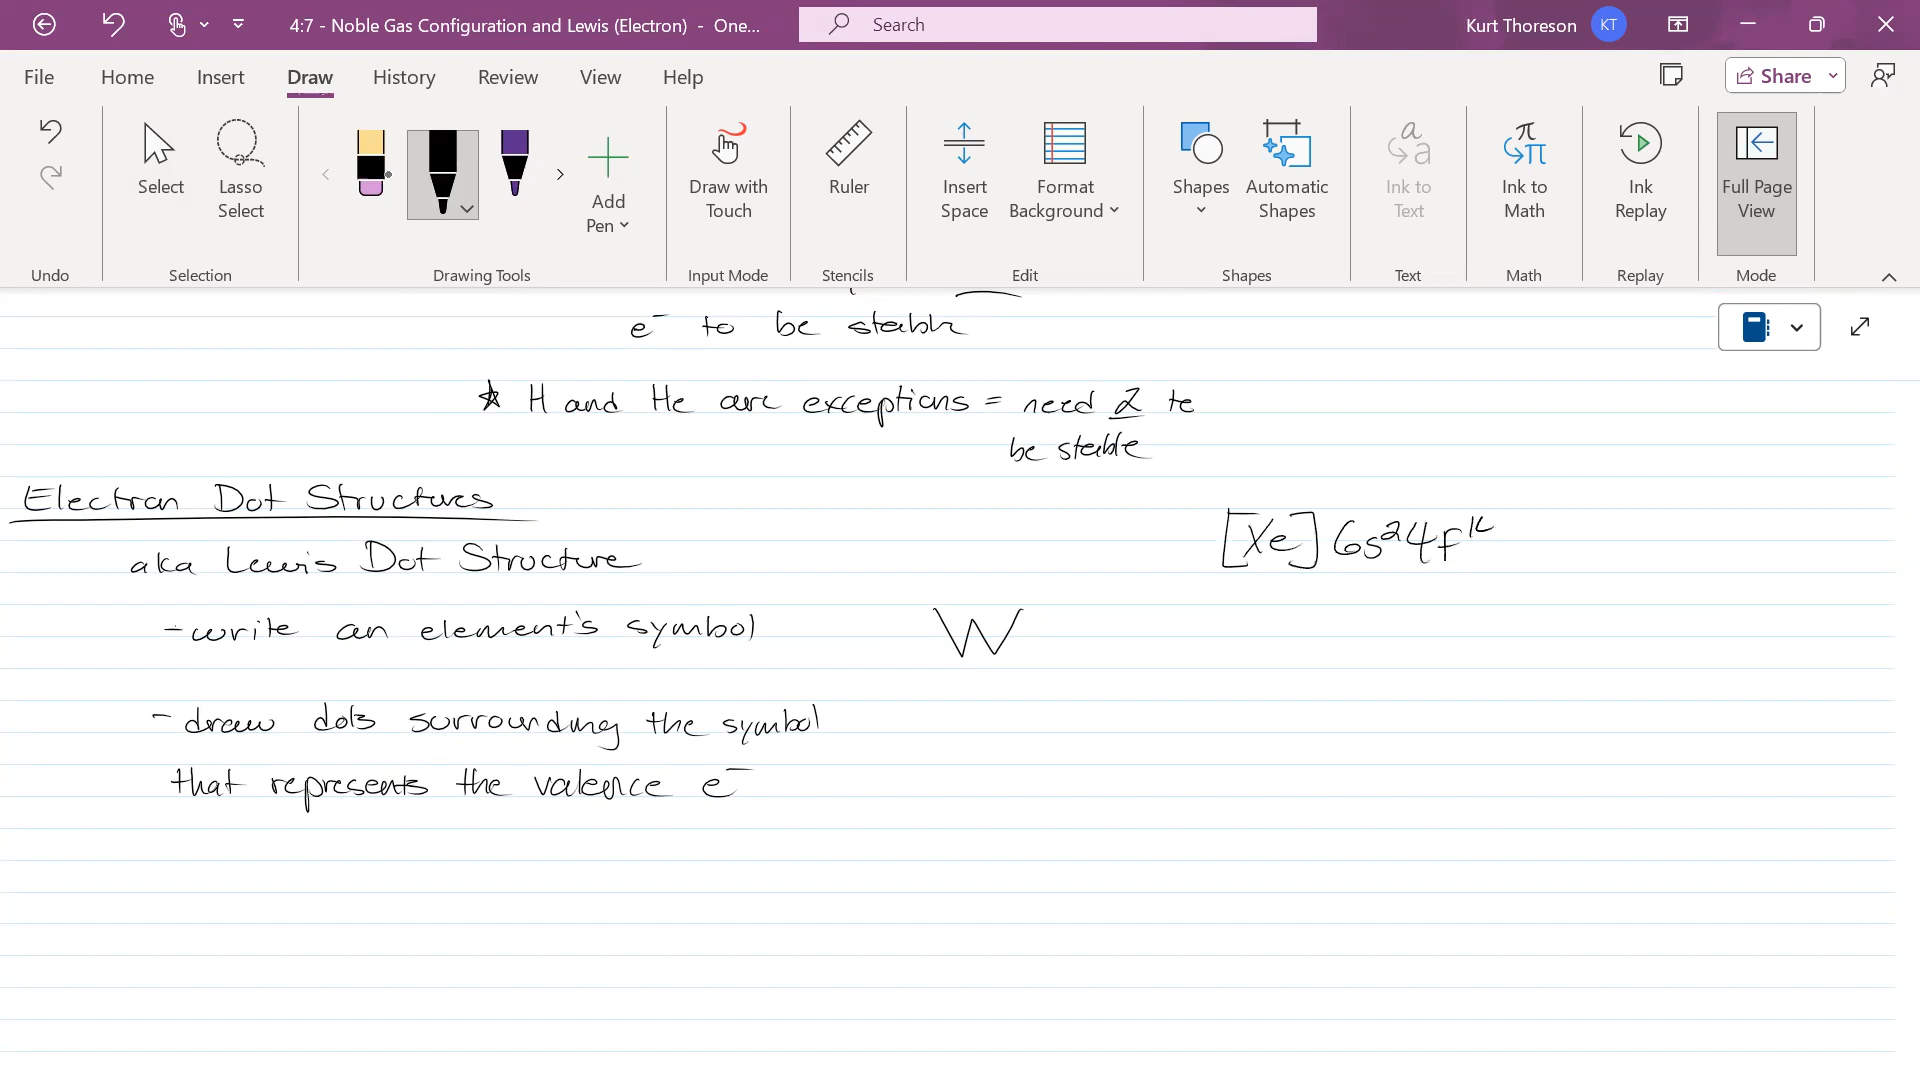 4:7 - Noble Gas Configuration and Lewis (Electron) - One...
Search
Kurt Thoreson
KT
File
Home
Insert
Draw
History
Review
View
Help
Share
Select
Lasso Select
Add Pen
Draw with Touch
Ruler
Insert Space
Format Background
Shapes
Automatic Shapes
Ink to Text
Ink to Math
Ink Replay
Full Page View
Undo
Selection
Drawing Tools
Input Mode
Stencils
Edit
Shapes
Text
Math
Replay
Mode
e⁻ to be stable
☆ H and He are exceptions = need 2 to
be stable
Electron Dot Structures
[Xe] 6s²4f¹⁴
aka Lewis Dot Structure
- write an element's symbol
W
- draw dots surrounding the symbol
that represents the valence e⁻